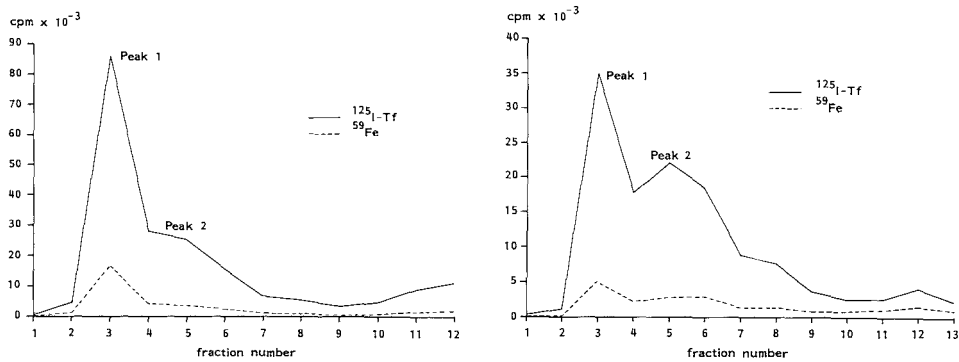 cpm x 10⁻³
90
80
70
60
50
40
30
20
10
0
Peak 1
Peak 2
¹²⁵I-Tf
⁵⁹Fe
1 2 3 4 5 6 7 8 9 10 11 12
fraction number
cpm x 10⁻³
40
35
30
25
20
15
10
5
0
Peak 1
Peak 2
¹²⁵I-Tf
⁵⁹Fe
1 2 3 4 5 6 7 8 9 10 11 12 13
fraction number